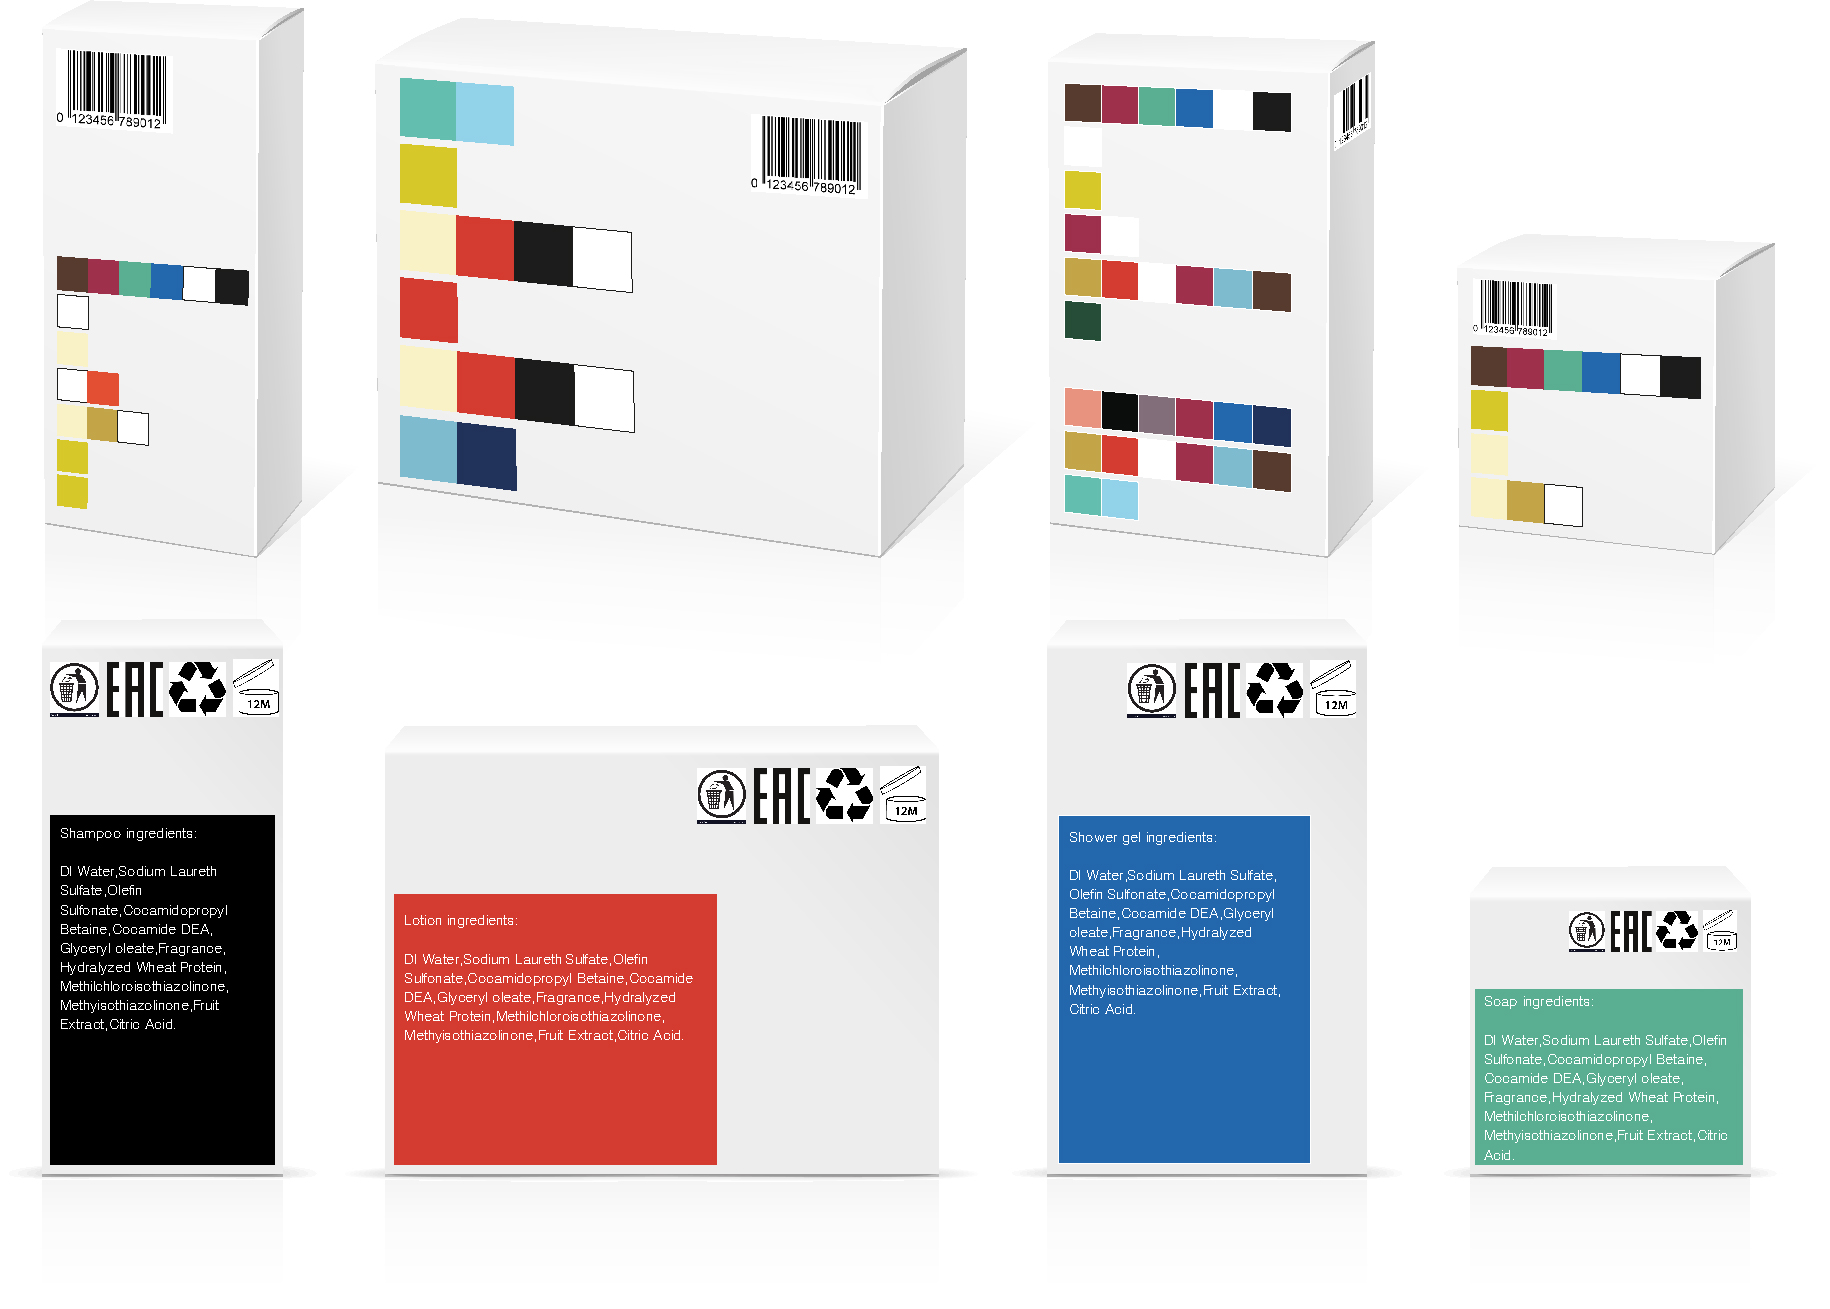 0 123456 789012
0 123456 789012
0 123456 789012
EAC
12M
EAC
12M
EAC
12M
EAC
12M
Shampoo ingredients:
DI Water,Sodium Laureth
Sulfate,Olefin
Sulfonate,Cocamidopropyl
Betaine,Cocamide DEA,
Glyceryl oleate,Fragrance,
Hydralyzed Wheat Protein,
Methilchloroisothiazolinone,
Methyisothiazolinone,Fruit
Extract,Citric Acid.
Lotion ingredients:
DI Water,Sodium Laureth Sulfate,Olefin
Sulfonate,Cocamidopropyl Betaine,Cocamide
DEA,Glyceryl oleate,Fragrance,Hydralyzed
Wheat Protein,Methilchloroisothiazolinone,
Methyisothiazolinone,Fruit Extract,Citric Acid.
Shower gel ingredients:
DI Water,Sodium Laureth Sulfate,
Olefin Sulfonate,Cocamidopropyl
Betaine,Cocamide DEA,Glyceryl
oleate,Fragrance,Hydralyzed
Wheat Protein,
Methilchloroisothiazolinone,
Methyisothiazolinone,Fruit Extract,
Citric Acid.
Soap ingredients:
DI Water,Sodium Laureth Sulfate,Olefin
Sulfonate,Cocamidopropyl Betaine,
Cocamide DEA,Glyceryl oleate,
Fragrance,Hydralyzed Wheat Protein,
Methilchloroisothiazolinone,
Methyisothiazolinone,Fruit Extract,Citric
Acid.